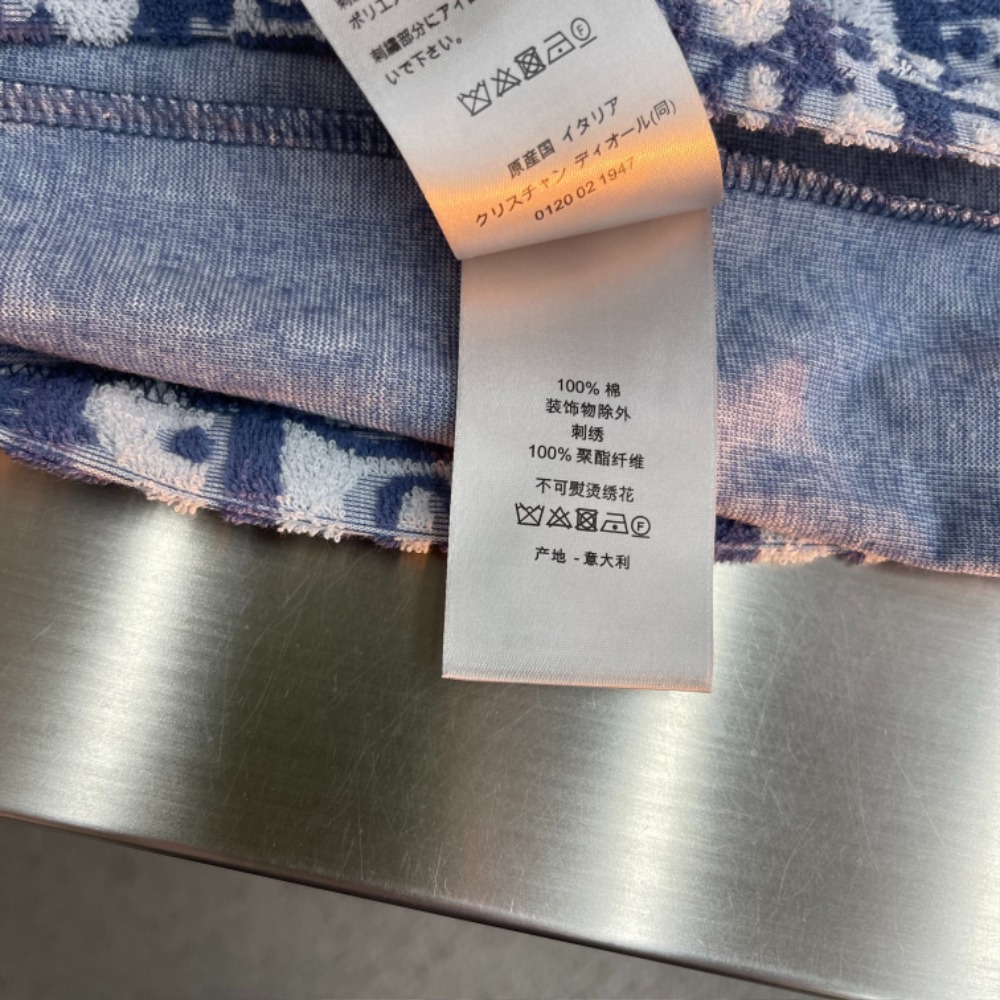 ポリエ
刺繍部分にアイ
いで下さい。
原産国 イタリア
クリスチャン ディオール(同)
0120 02 1947
100% 棉
装饰物除外
刺绣
100% 聚酯纤维
不可熨烫绣花
F
产地 - 意大利